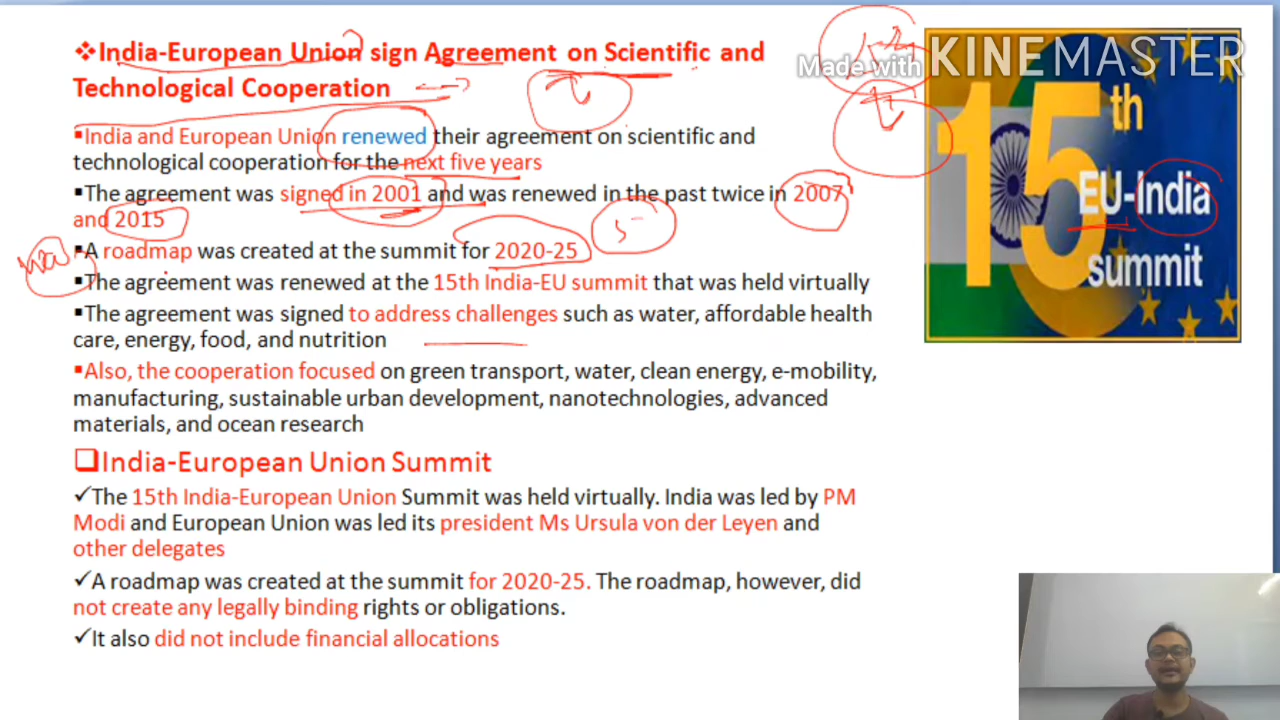 ❖India-European Union sign Agreement on Scientific and
Technological Cooperation
▪India and European Union renewed their agreement on scientific and
technological cooperation for the next five years
▪The agreement was signed in 2001 and was renewed in the past twice in 2007
and 2015
▪A roadmap was created at the summit for 2020-25
▪The agreement was renewed at the 15th India-EU summit that was held virtually
▪The agreement was signed to address challenges such as water, affordable health
care, energy, food, and nutrition
▪Also, the cooperation focused on green transport, water, clean energy, e-mobility,
manufacturing, sustainable urban development, nanotechnologies, advanced
materials, and ocean research
❑India-European Union Summit
✓The 15th India-European Union Summit was held virtually. India was led by PM
Modi and European Union was led its president Ms Ursula von der Leyen and
other delegates
✓A roadmap was created at the summit for 2020-25. The roadmap, however, did
not create any legally binding rights or obligations.
✓It also did not include financial allocations
Made with KINEMASTER
15th
EU-India
summit